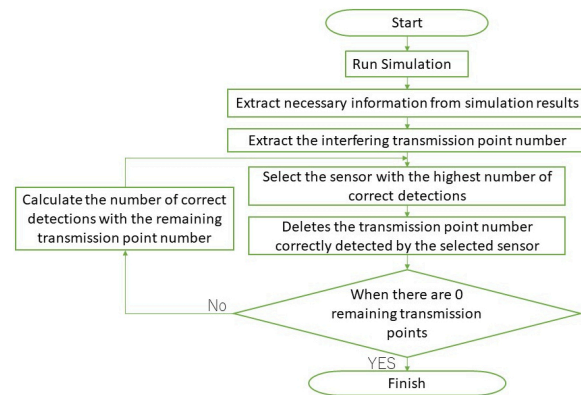 Start
Run Simulation
Extract necessary information from simulation results
Extract the interfering transmission point number
Select the sensor with the highest number of
correct detections
Calculate the number of correct
detections with the remaining
transmission point number
Deletes the transmission point number
correctly detected by the selected sensor
When there are 0
remaining transmission
points
No
YES
Finish